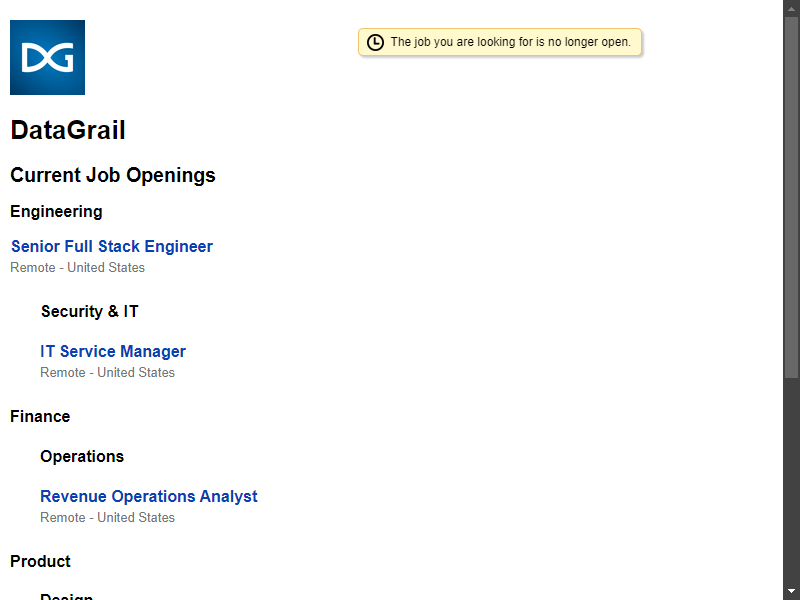 DG
The job you are looking for is no longer open.
DataGrail
Current Job Openings
Engineering
Senior Full Stack Engineer
Remote - United States
Security & IT
IT Service Manager
Remote - United States
Finance
Operations
Revenue Operations Analyst
Remote - United States
Product
Design